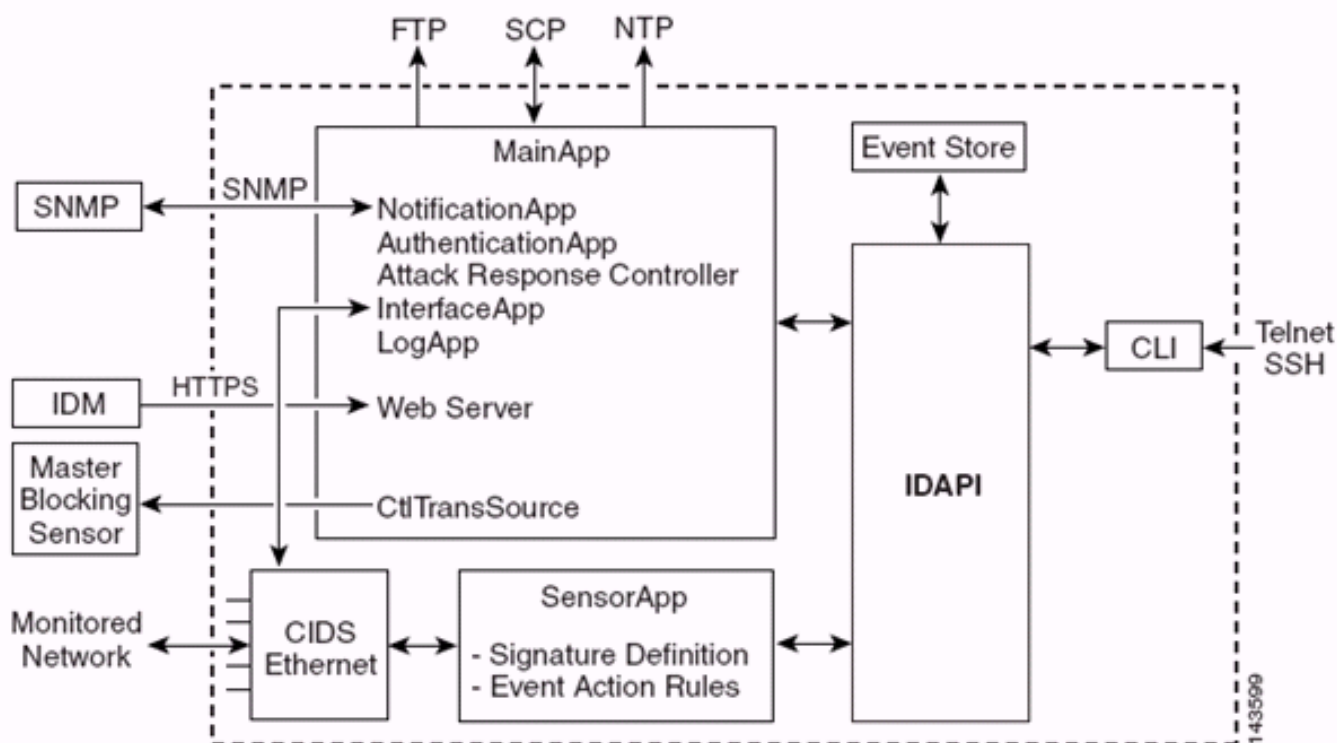 FTP
SCP
NTP
MainApp
Event Store
SNMP
SNMP
NotificationApp
AuthenticationApp
Attack Response Controller
InterfaceApp
LogApp
CLI
Telnet
SSH
IDM
HTTPS
Web Server
Master
Blocking
Sensor
CtlTransSource
IDAPI
Monitored
Network
CIDS
Ethernet
SensorApp
- Signature Definition
- Event Action Rules
143599